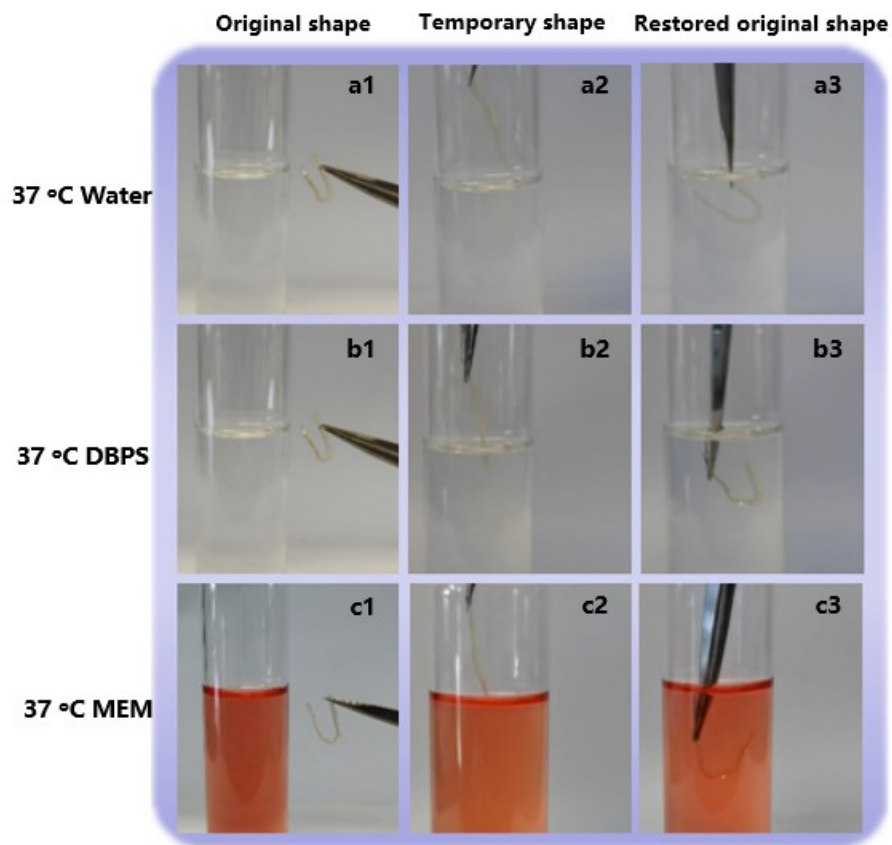 Original shape Temporary shape Restored original shape
a1 a2 a3
37 °C Water
b1 b2 b3
37 °C DBPS
c1 c2 c3
37 °C MEM